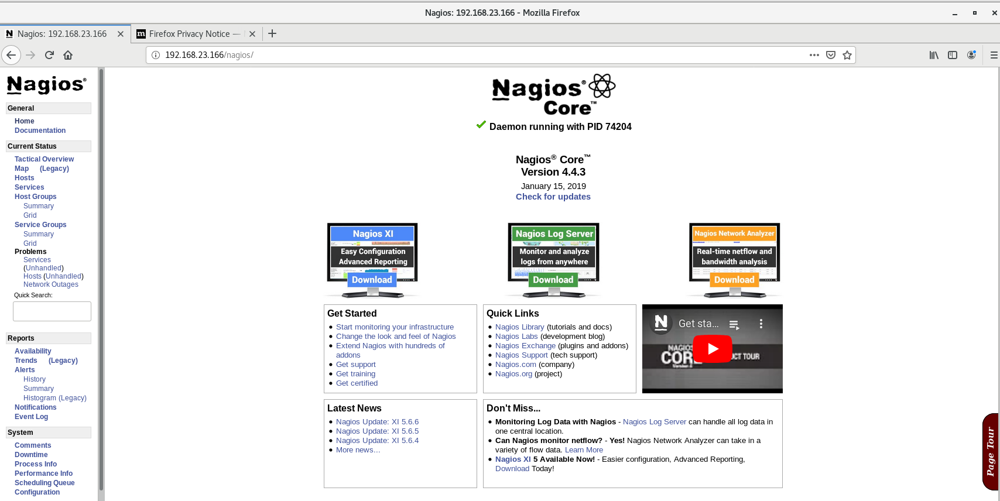 Nagios: 192.168.23.166 - Mozilla Firefox
Nagios: 192.168.23.166
Firefox Privacy Notice —
192.168.23.166/nagios/
Nagios®
General
Home
Documentation
Current Status
Tactical Overview
Map (Legacy)
Hosts
Services
Host Groups
Summary
Grid
Service Groups
Summary
Grid
Problems
Services
(Unhandled)
Hosts (Unhandled)
Network Outages
Quick Search:
Reports
Availability
Trends (Legacy)
Alerts
History
Summary
Histogram (Legacy)
Notifications
Event Log
System
Comments
Downtime
Process Info
Performance Info
Scheduling Queue
Configuration
Nagios®
Core™
Daemon running with PID 74204
Nagios® Core™
Version 4.4.3
January 15, 2019
Check for updates
Nagios XI
Easy Configuration
Advanced Reporting
Download
Nagios Log Server
Monitor and analyze
logs from anywhere
Download
Nagios Network Analyzer
Real-time netflow and
bandwidth analysis
Download
Get Started
Start monitoring your infrastructure
Change the look and feel of Nagios
Extend Nagios with hundreds of
addons
Get support
Get training
Get certified
Quick Links
Nagios Library (tutorials and docs)
Nagios Labs (development blog)
Nagios Exchange (plugins and addons)
Nagios Support (tech support)
Nagios.com (company)
Nagios.org (project)
N Get sta...
CORE
TOUR
Latest News
Nagios Update: XI 5.6.6
Nagios Update: XI 5.6.5
Nagios Update: XI 5.6.4
More news...
Don't Miss...
Monitoring Log Data with Nagios - Nagios Log Server can handle all log data in
one central location.
Can Nagios monitor netflow? - Yes! Nagios Network Analyzer can take in a
variety of flow data. Learn More
Nagios XI 5 Available Now! - Easier configuration, Advanced Reporting,
Download Today!
Page Tour